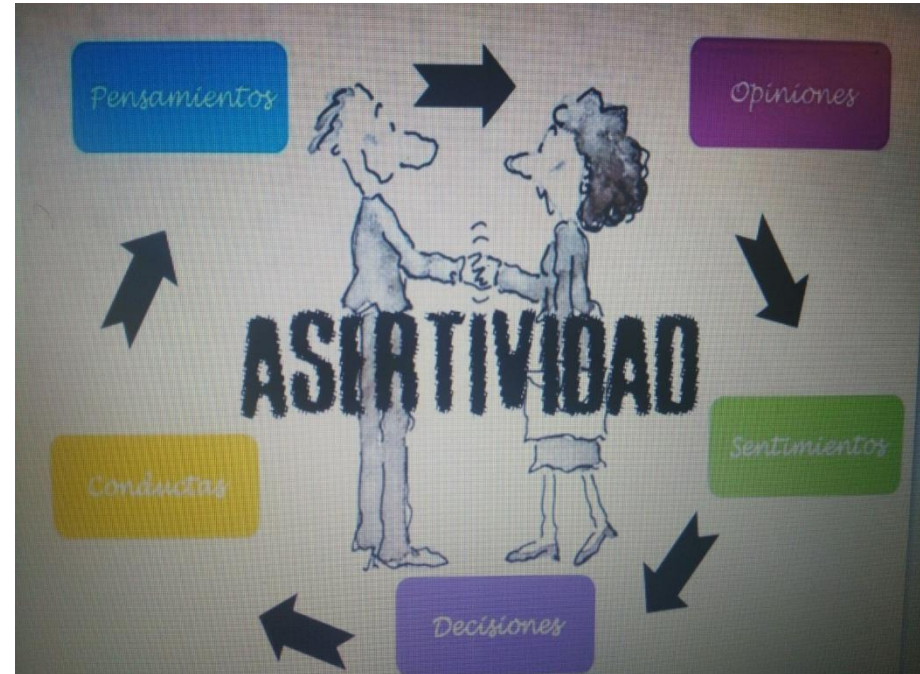 Pensamientos
Opiniones
ASERTIVIDAD
Sentimientos
Conductas
Decisiones